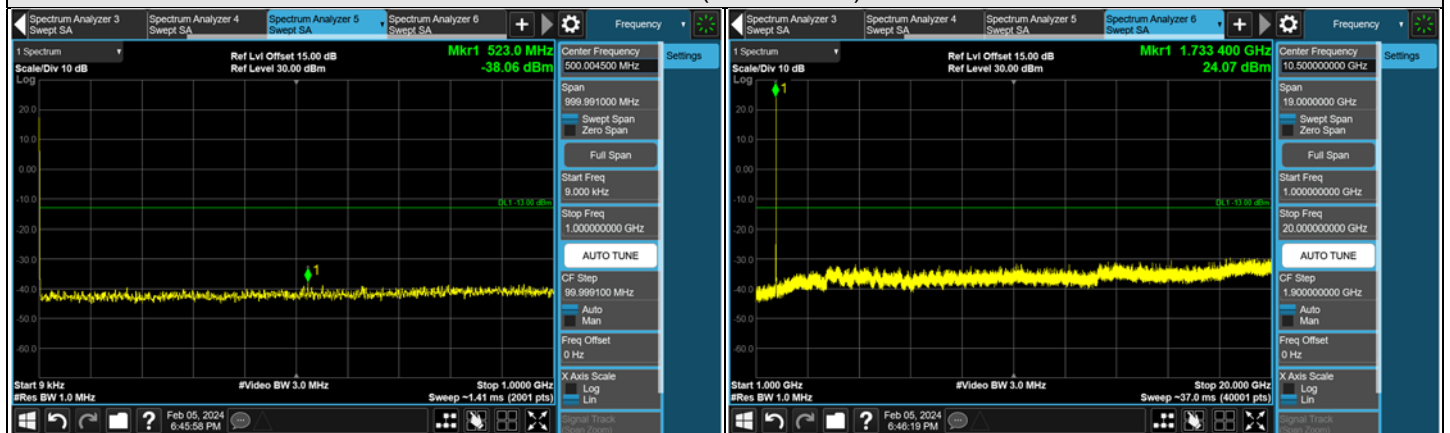 Spectrum Analyzer 3
Swept SA
Spectrum Analyzer 4
Swept SA
Spectrum Analyzer 5
Swept SA
Spectrum Analyzer 6
Swept SA
+
Frequency
1 Spectrum
Ref Lvl Offset 15.00 dB
Mkr1 523.0 MHz
Scale/Div 10 dB
Ref Level 30.00 dBm
-38.06 dBm
Log
20.0
10.0
0.00
-10.0
DL1 -13.00 dBm
-20.0
-30.0
1
-40.0
-50.0
-60.0
Start 9 kHz
#Video BW 3.0 MHz
Stop 1.0000 GHz
#Res BW 1.0 MHz
Sweep ~1.41 ms (2001 pts)
Center Frequency
500.004500 MHz
Settings
Span
999.991000 MHz
Swept Span
Zero Span
Full Span
Start Freq
9.000 kHz
Stop Freq
1.000000000 GHz
AUTO TUNE
CF Step
99.999100 MHz
Auto
Man
Freq Offset
0 Hz
X Axis Scale
Log
Lin
Signal Track
(Span Zoom)
?
Feb 05, 2024
6:45:58 PM
Spectrum Analyzer 3
Swept SA
Spectrum Analyzer 4
Swept SA
Spectrum Analyzer 5
Swept SA
Spectrum Analyzer 6
Swept SA
+
Frequency
1 Spectrum
Ref Lvl Offset 15.00 dB
Mkr1 1.733 400 GHz
Scale/Div 10 dB
Ref Level 30.00 dBm
24.07 dBm
Log
1
20.0
10.0
0.00
-10.0
DL1 -13.00 dBm
-20.0
-30.0
-40.0
-50.0
-60.0
Start 1.000 GHz
#Video BW 3.0 MHz
Stop 20.000 GHz
#Res BW 1.0 MHz
Sweep ~37.0 ms (40001 pts)
Center Frequency
10.500000000 GHz
Settings
Span
19.0000000 GHz
Swept Span
Zero Span
Full Span
Start Freq
1.000000000 GHz
Stop Freq
20.000000000 GHz
AUTO TUNE
CF Step
1.900000000 GHz
Auto
Man
Freq Offset
0 Hz
X Axis Scale
Log
Lin
Signal Track
(Span Zoom)
?
Feb 05, 2024
6:46:19 PM